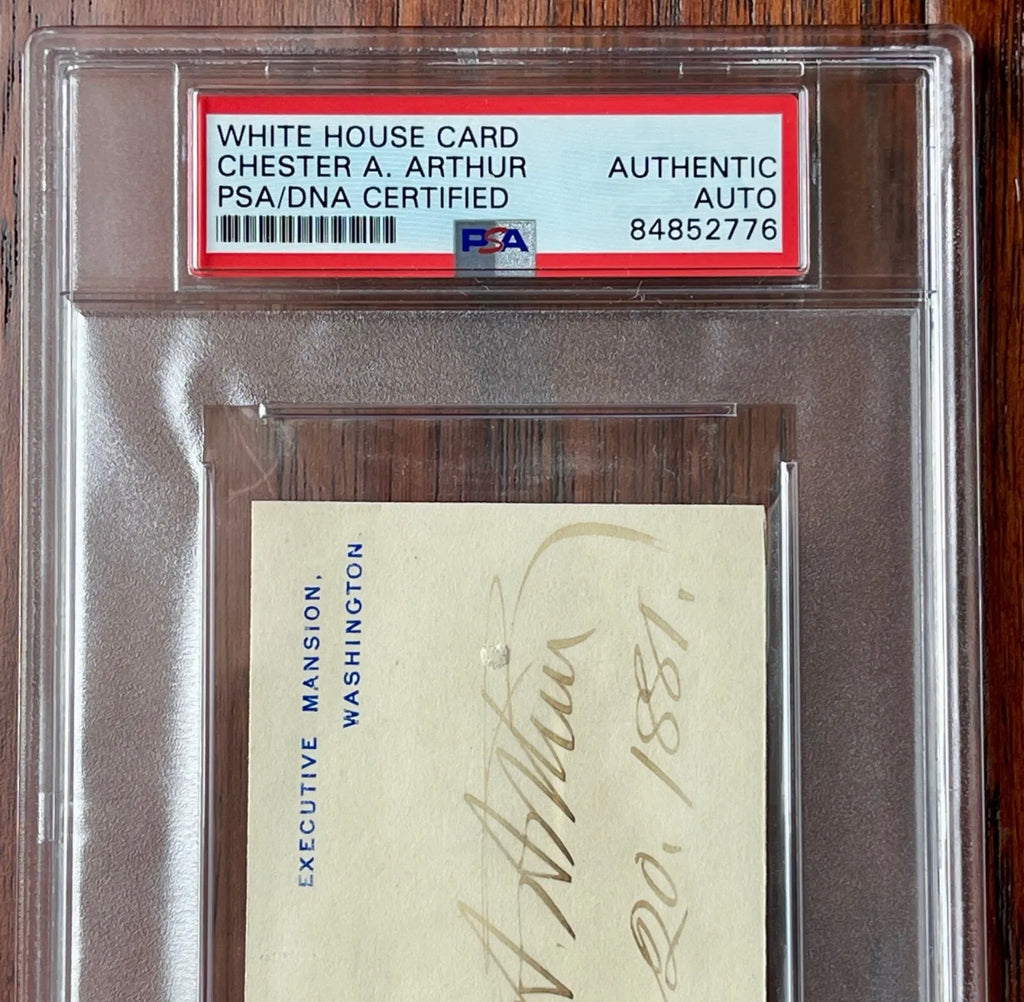 WHITE HOUSE CARD
CHESTER A. ARTHUR
PSA/DNA CERTIFIED
AUTHENTIC
AUTO
84852776
PSA
EXECUTIVE MANSION,
WASHINGTON
A. Arthur
20. 1881.